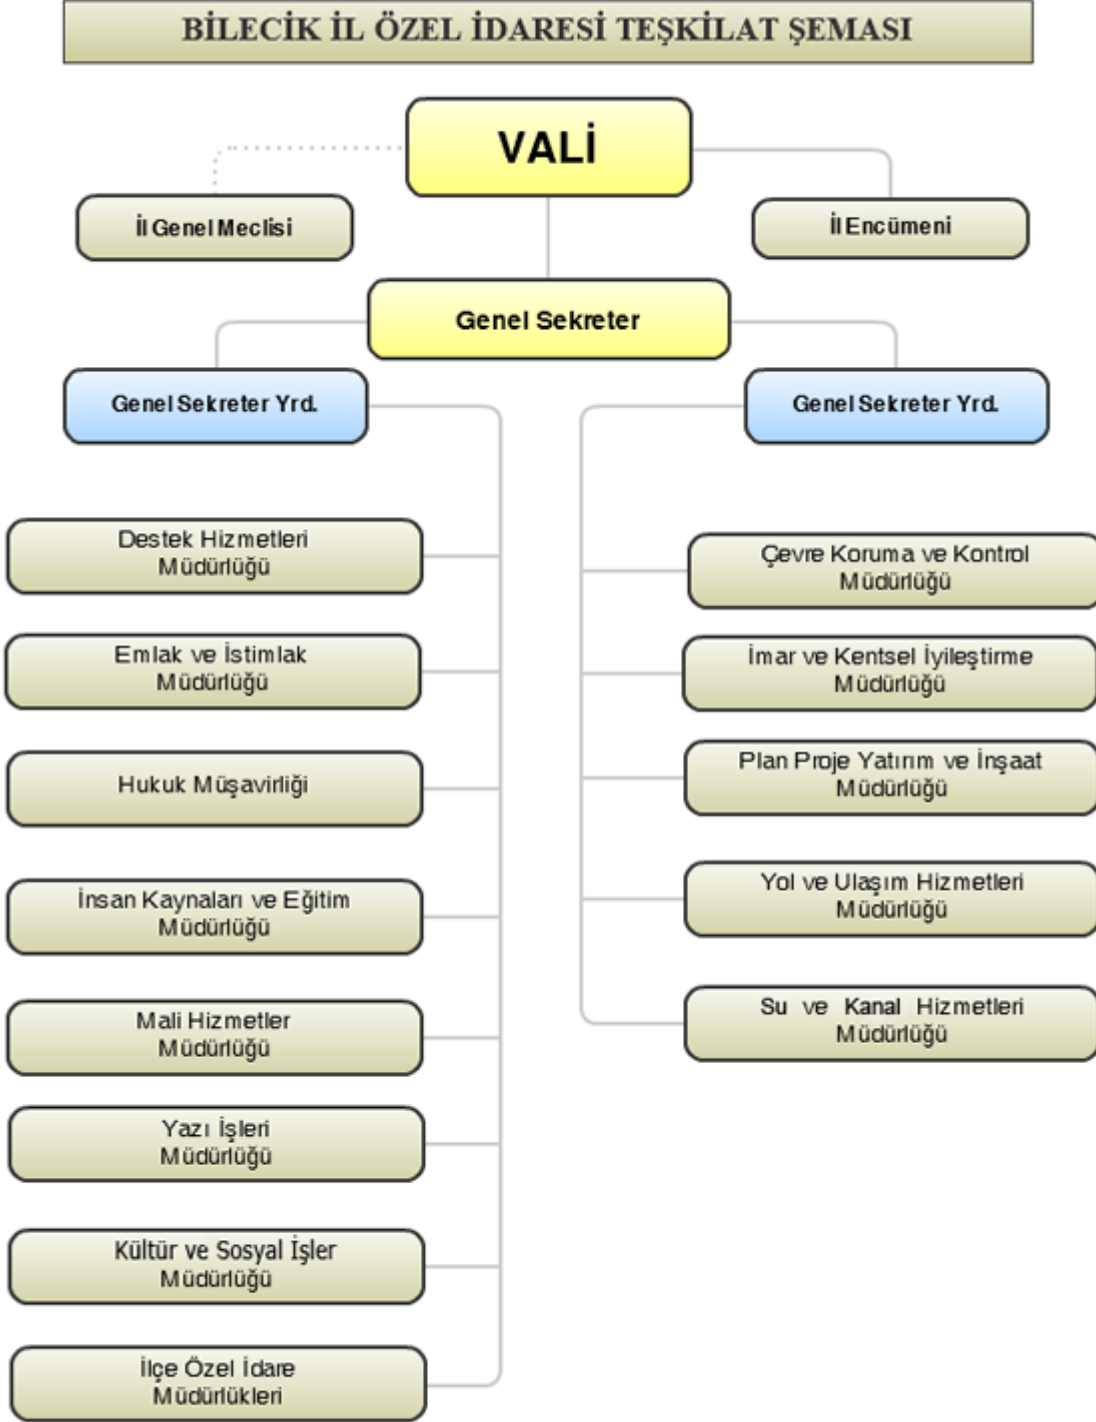 BİLECİK İL ÖZEL İDARESİ TEŞKİLAT ŞEMASI
VALİ
İl Genel Meclisi
İl Encümeni
Genel Sekreter
Genel Sekreter Yrd.
Genel Sekreter Yrd.
Destek Hizmetleri
Müdürlüğü
Emlak ve İstimlak
Müdürlüğü
Hukuk Müşavirliği
İnsan Kaynaları ve Eğitim
Müdürlüğü
Mali Hizmetler
Müdürlüğü
Yazı İşleri
Müdürlüğü
Kültür ve Sosyal İşler
Müdürlüğü
İlçe Özel İdare
Müdürlükleri
Çevre Koruma ve Kontrol
Müdürlüğü
İmar ve Kentsel İyileştirme
Müdürlüğü
Plan Proje Yatırım ve İnşaat
Müdürlüğü
Yol ve Ulaşım Hizmetleri
Müdürlüğü
Su ve Kanal Hizmetleri
Müdürlüğü